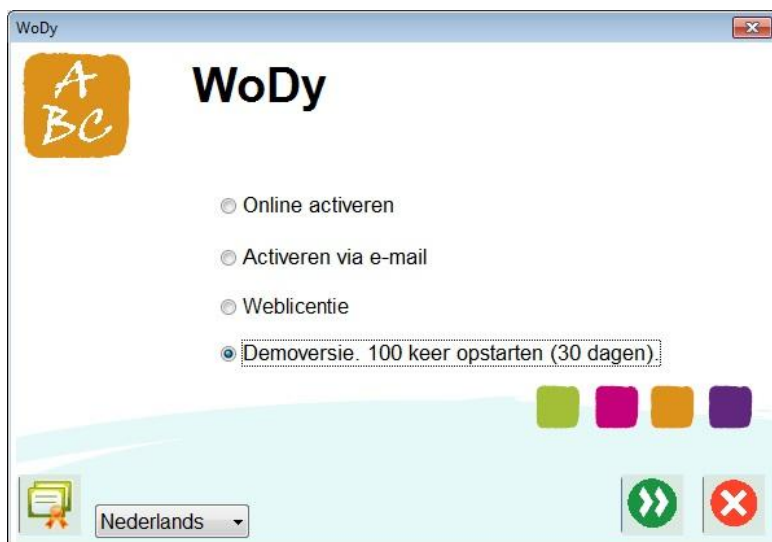 WoDy
A
BC
WoDy
Online activeren
Activeren via e-mail
Weblicentie
Demoversie. 100 keer opstarten (30 dagen).
Nederlands